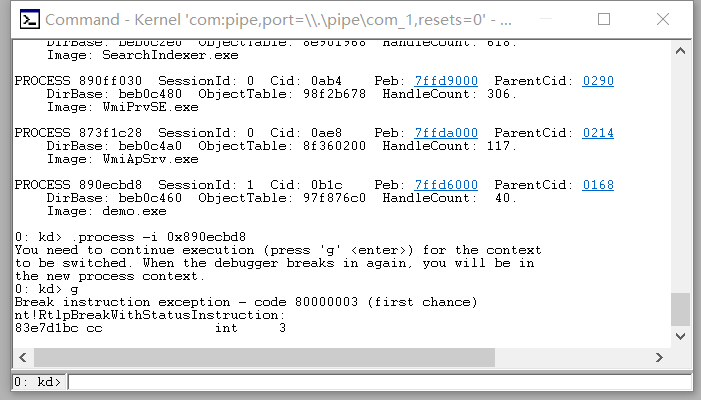 Command - Kernel 'com:pipe,port=\\.\pipe\com_1,resets=0' - ...
DirBase: beb0c2e0 ObjectTable: 8e901968 HandleCount: 618.
Image: SearchIndexer.exe
PROCESS 890ff030 SessionId: 0 Cid: 0ab4 Peb: 7ffd9000 ParentCid: 0290
DirBase: beb0c480 ObjectTable: 98f2b678 HandleCount: 306.
Image: WmiPrvSE.exe
PROCESS 873f1c28 SessionId: 0 Cid: 0ae8 Peb: 7ffda000 ParentCid: 0214
DirBase: beb0c4a0 ObjectTable: 8f360200 HandleCount: 117.
Image: WmiApSrv.exe
PROCESS 890ecbd8 SessionId: 1 Cid: 0b1c Peb: 7ffd6000 ParentCid: 0168
DirBase: beb0c460 ObjectTable: 97f876c0 HandleCount: 40.
Image: demo.exe
0: kd> .process -i 0x890ecbd8
You need to continue execution (press 'g' <enter>) for the context
to be switched. When the debugger breaks in again, you will be in
the new process context.
0: kd> g
Break instruction exception - code 80000003 (first chance)
nt!RtlpBreakWithStatusInstruction:
83e7d1bc cc int 3
0: kd>